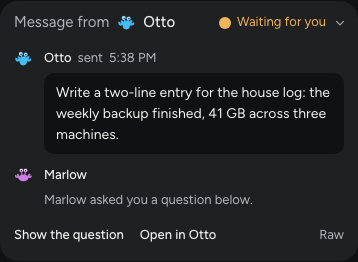 Message from Otto Waiting for you
Otto sent 5:38 PM
Write a two-line entry for the house log: the
weekly backup finished, 41 GB across three
machines.
Marlow
Marlow asked you a question below.
Show the question Open in Otto Raw